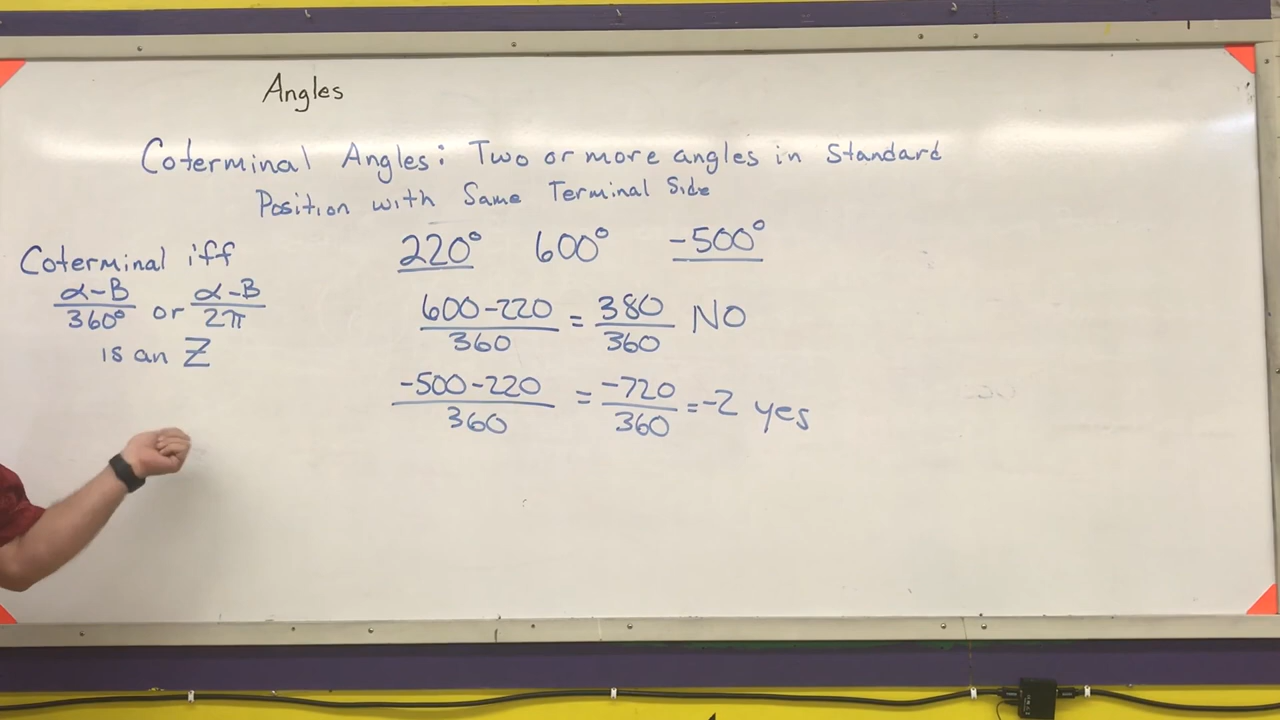 Angles
Coterminal Angles: Two or more angles in Standard
Position with Same Terminal Side
Coterminal iff
α-B/360° or α-B/2π
is an Z
220° 600° -500°
600-220/360 = 380/360 NO
-500-220/360 = -720/360 = -2 yes